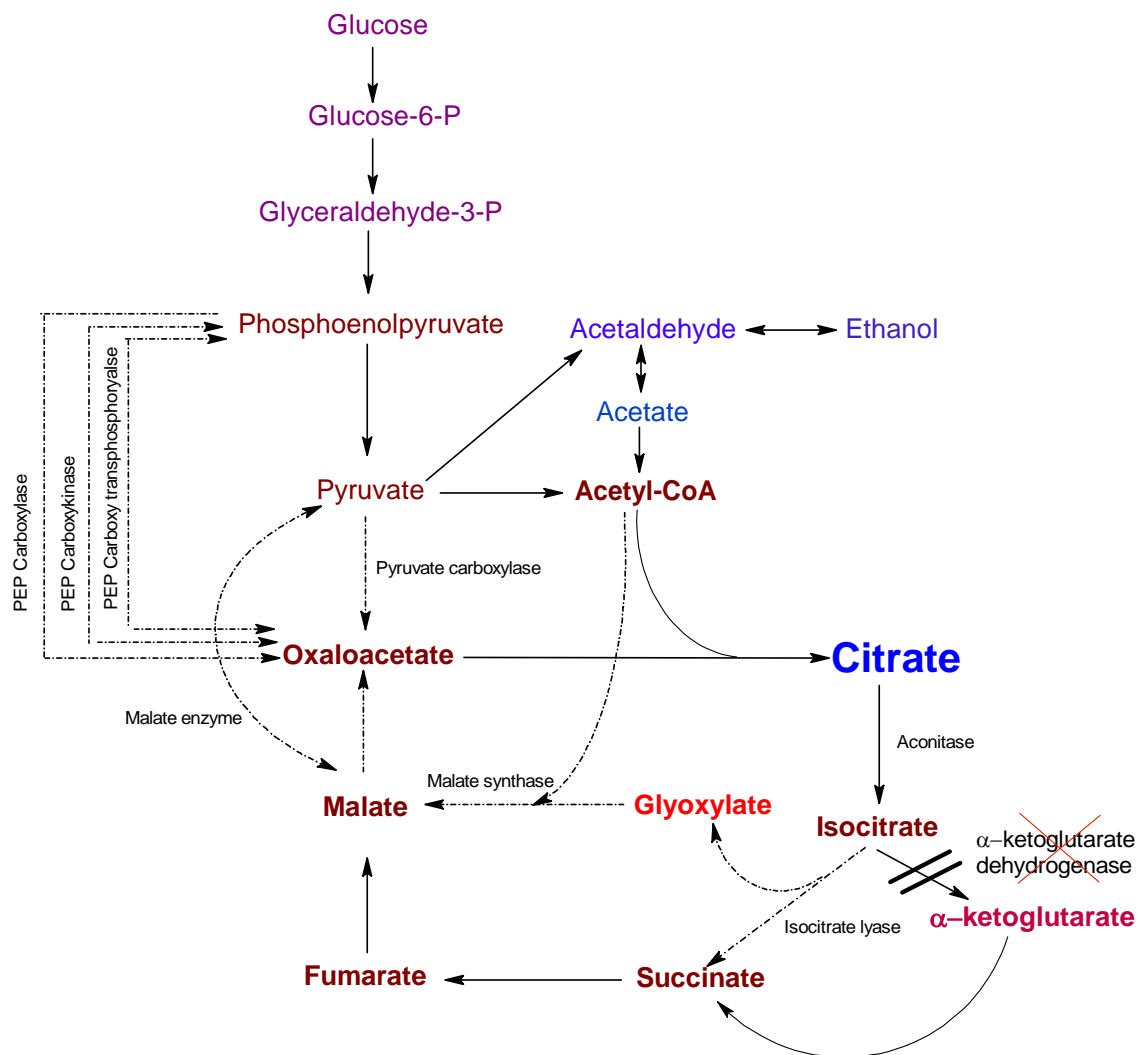 Glucose
Glucose-6-P
Glyceraldehyde-3-P
Phosphoenolpyruvate
Acetaldehyde
Ethanol
Acetate
PEP Carboxylase
PEP Carboxykinase
PEP Carboxy transphosphoryalse
Pyruvate
Acetyl-CoA
Pyruvate carboxylase
Oxaloacetate
Citrate
Malate enzyme
Aconitase
Malate synthase
Malate
Glyoxylate
Isocitrate
α–ketoglutarate
dehydrogenase
α–ketoglutarate
Isocitrate lyase
Fumarate
Succinate